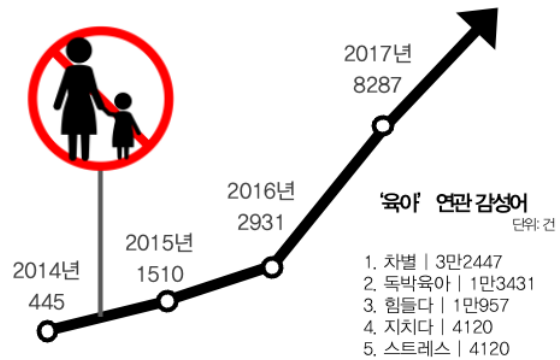 2017년
8287
2016년
2931
2015년
1510
2014년
445
‘육아’ 연관 감성어
단위: 건
1. 차별 | 3만2447
2. 독박육아 | 1만3431
3. 힘들다 | 1만957
4. 지치다 | 4120
5. 스트레스 | 4120